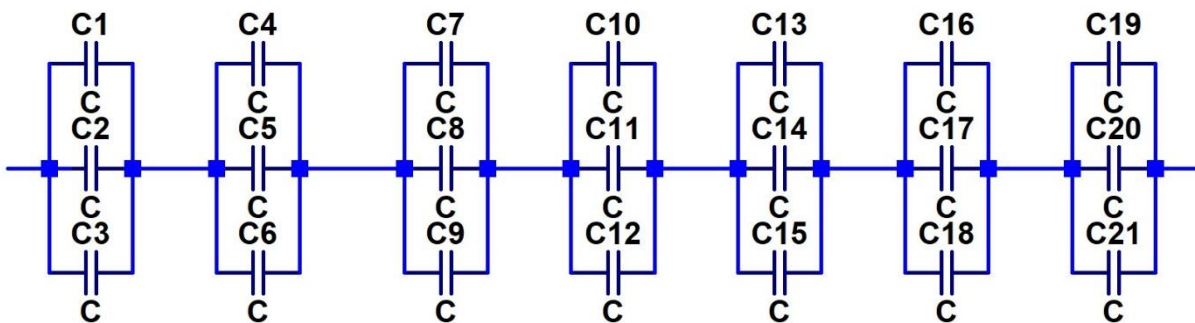 C1 C4 C7 C10 C13 C16 C19
C C C C C C C
C2 C5 C8 C11 C14 C17 C20
C C C C C C C
C3 C6 C9 C12 C15 C18 C21
C C C C C C C